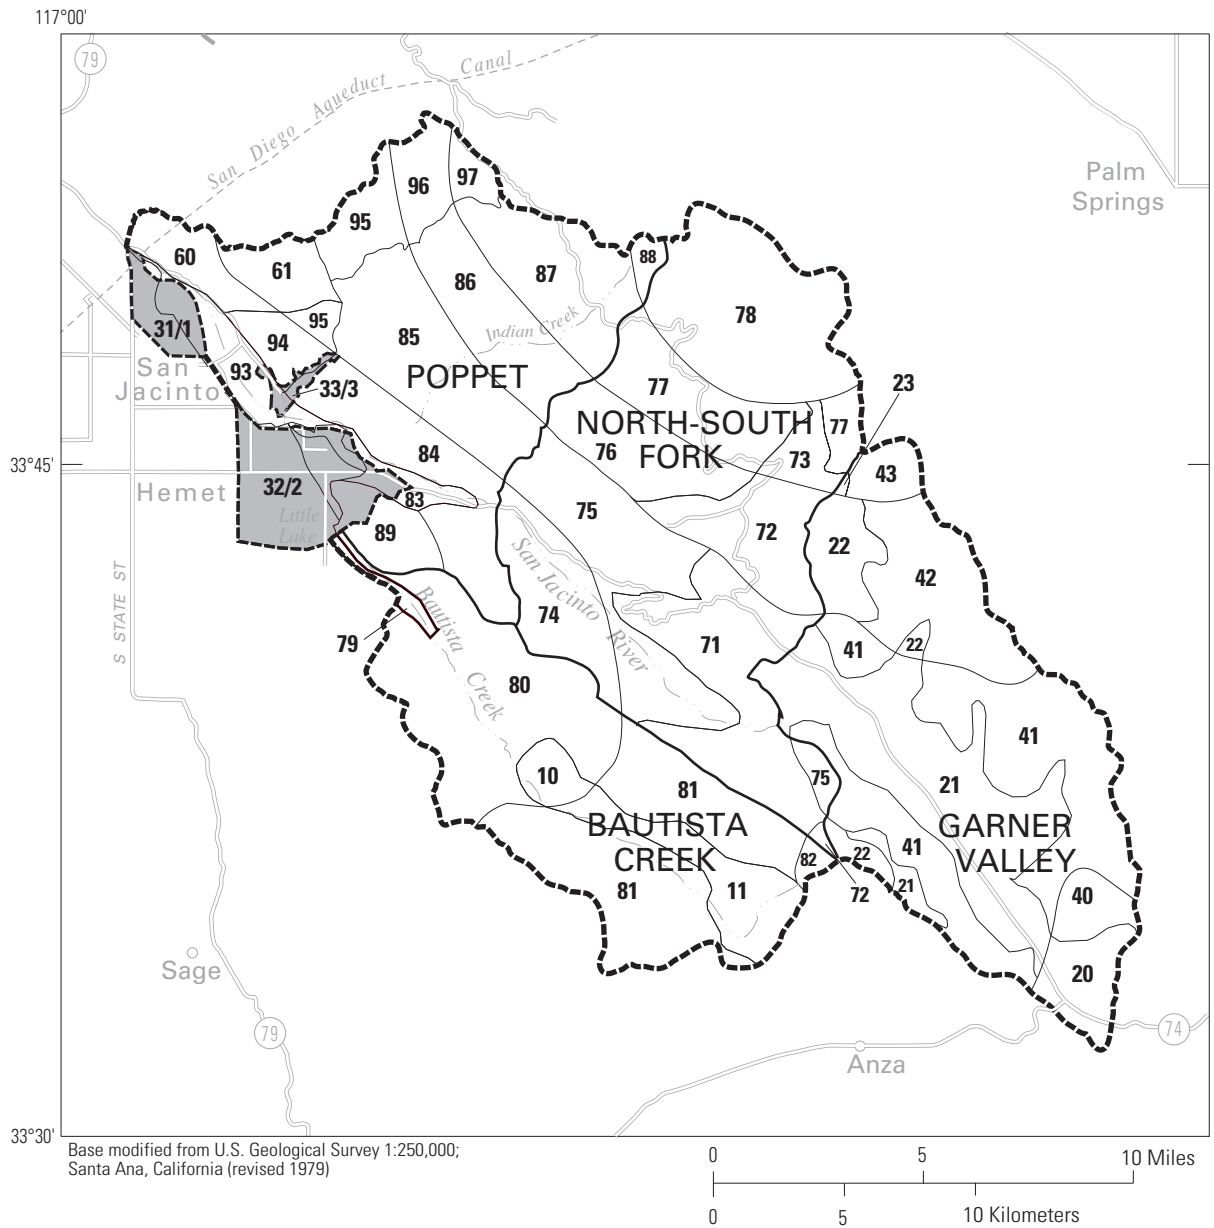 117°00'
79
San Diego Aqueduct Canal
Palm
Springs
96
97
95
60
61
88
87
86
78
31/1
95
94
85
Indian Creek
San
Jacinto
93
33/3
POPPET
77
23
NORTH-SOUTH
FORK
77
76
73
43
84
33°45'
Hemet
32/2
83
Little
Lake
89
75
72
22
42
S STATE ST
San Jacinto River
Bautista Creek
79
74
71
41
22
80
41
10
81
75
21
BAUTISTA
CREEK
GARNER
VALLEY
82
22
41
81
11
72
21
40
20
Sage
79
74
Anza
33°30'
Base modified from U.S. Geological Survey 1:250,000;
Santa Ana, California (revised 1979)
0 5 10 Miles
0 5 10 Kilometers